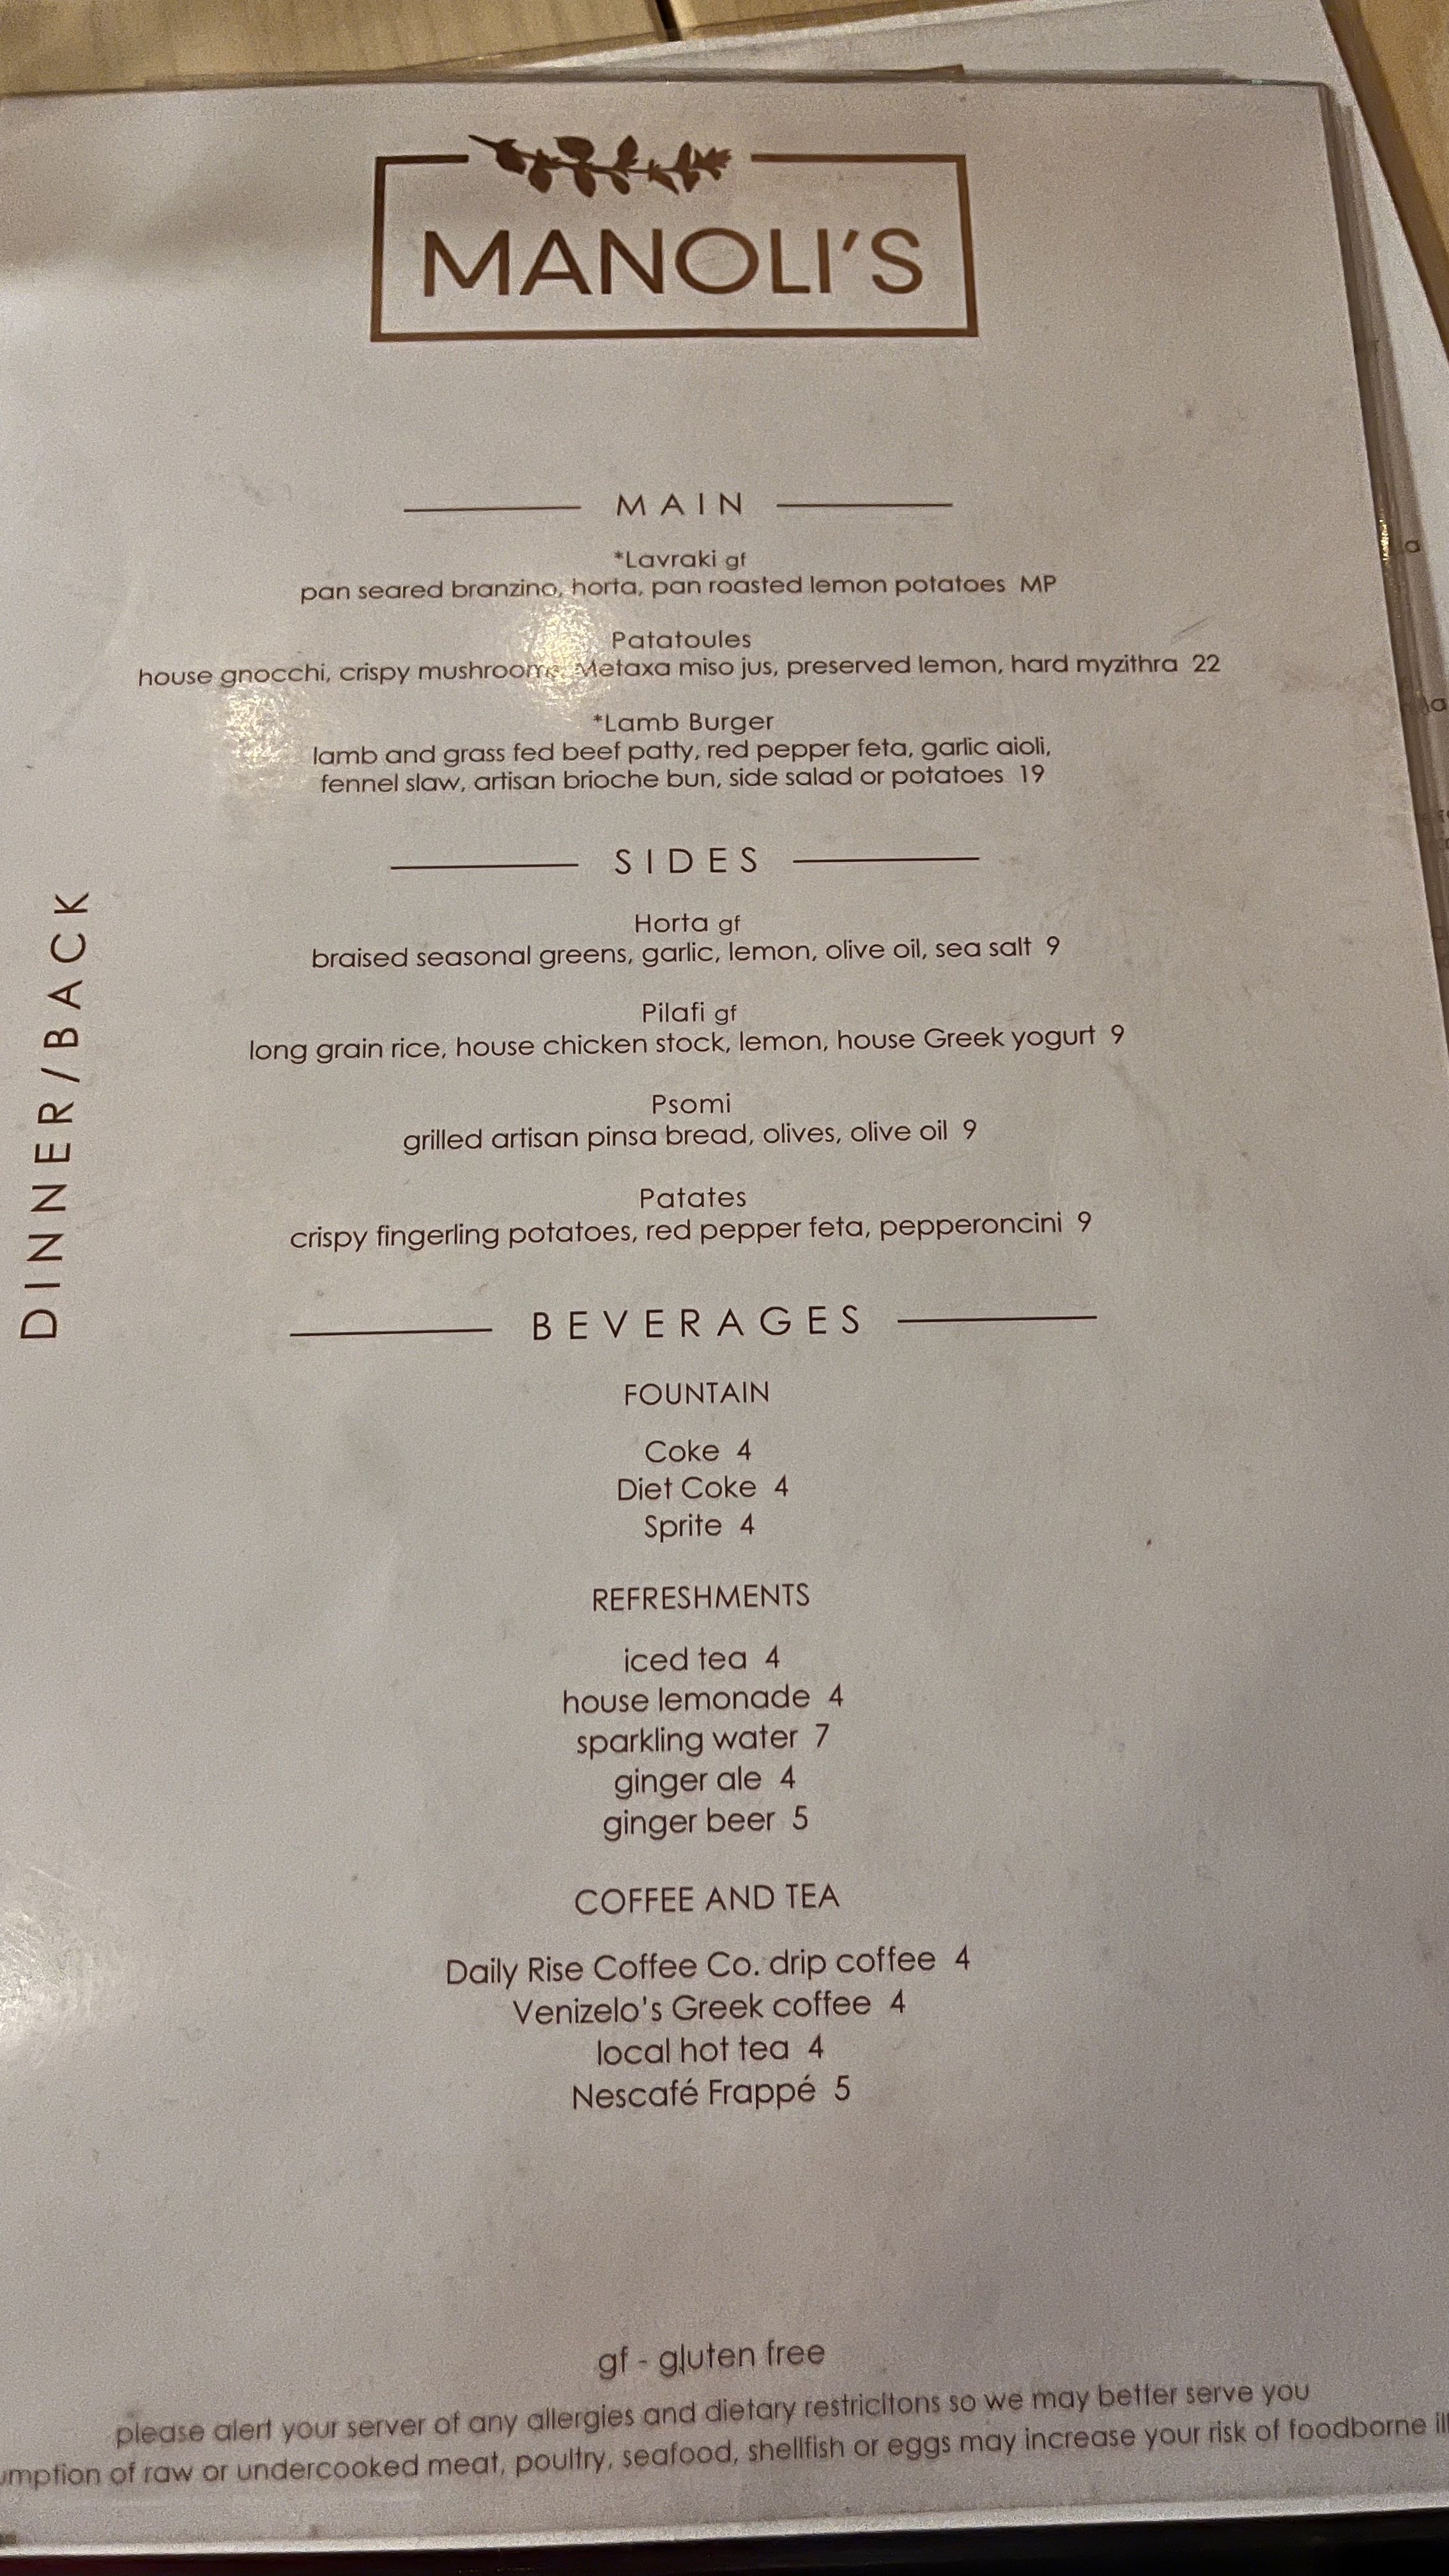 MANOLI'S
MAIN
*Lavraki gf
pan seared branzino, horta, pan roasted lemon potatoes MP
Patatoules
house gnocchi, crispy mushrooms, Metaxa miso jus, preserved lemon, hard myzithra 22
*Lamb Burger
lamb and grass fed beef patty, red pepper feta, garlic aioli,
fennel slaw, artisan brioche bun, side salad or potatoes 19
SIDES
Horta gf
braised seasonal greens, garlic, lemon, olive oil, sea salt 9
Pilafi gf
long grain rice, house chicken stock, lemon, house Greek yogurt 9
Psomi
grilled artisan pinsa bread, olives, olive oil 9
Patates
crispy fingerling potatoes, red pepper feta, pepperoncini 9
DINNER/BACK
BEVERAGES
FOUNTAIN
Coke 4
Diet Coke 4
Sprite 4
REFRESHMENTS
iced tea 4
house lemonade 4
sparkling water 7
ginger ale 4
ginger beer 5
COFFEE AND TEA
Daily Rise Coffee Co. drip coffee 4
Venizelo's Greek coffee 4
local hot tea 4
Nescafé Frappé 5
gf - gluten free
please alert your server of any allergies and dietary restricitons so we may better serve you
umption of raw or undercooked meat, poultry, seafood, shellfish or eggs may increase your risk of foodborne ill